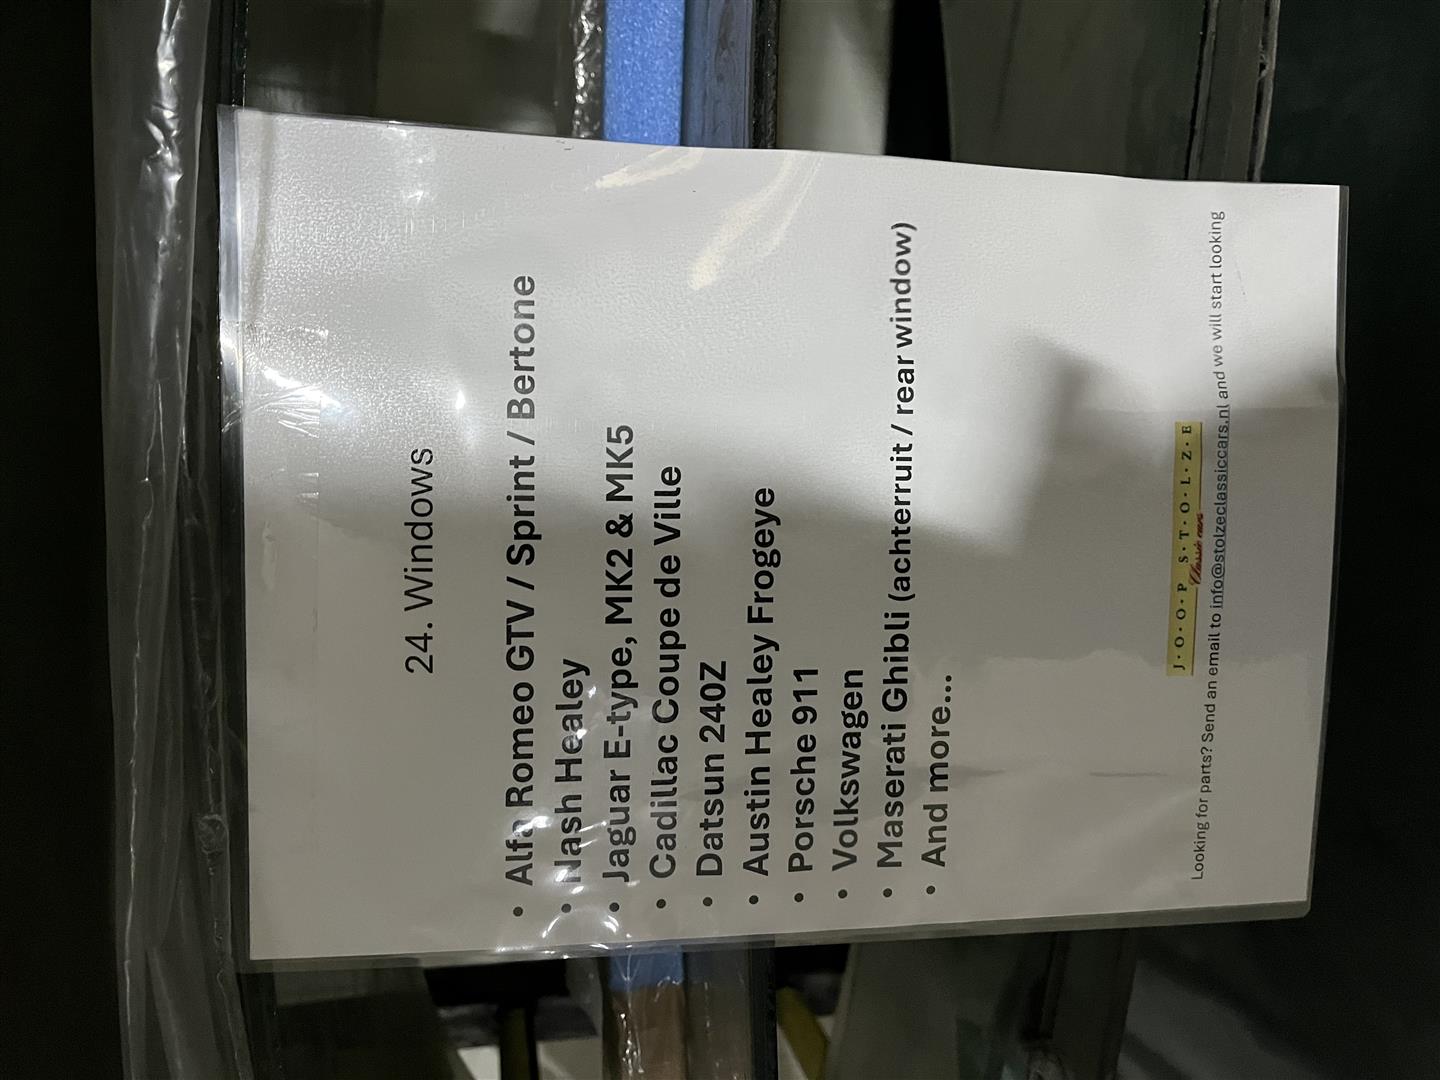 24. Windows
• Alfa Romeo GTV / Sprint / Bertone
• Nash Healey
• Jaguar E-type, MK2 & MK5
• Cadillac Coupe de Ville
• Datsun 240Z
• Austin Healey Frogeye
• Porsche 911
• Volkswagen
• Maserati Ghibli (achterruit / rear window)
• And more...
J·O·O·P S·T·O·L·Z·E
Classic cars
Looking for parts? Send an email to info@stolzeclassiccars.nl and we will start looking